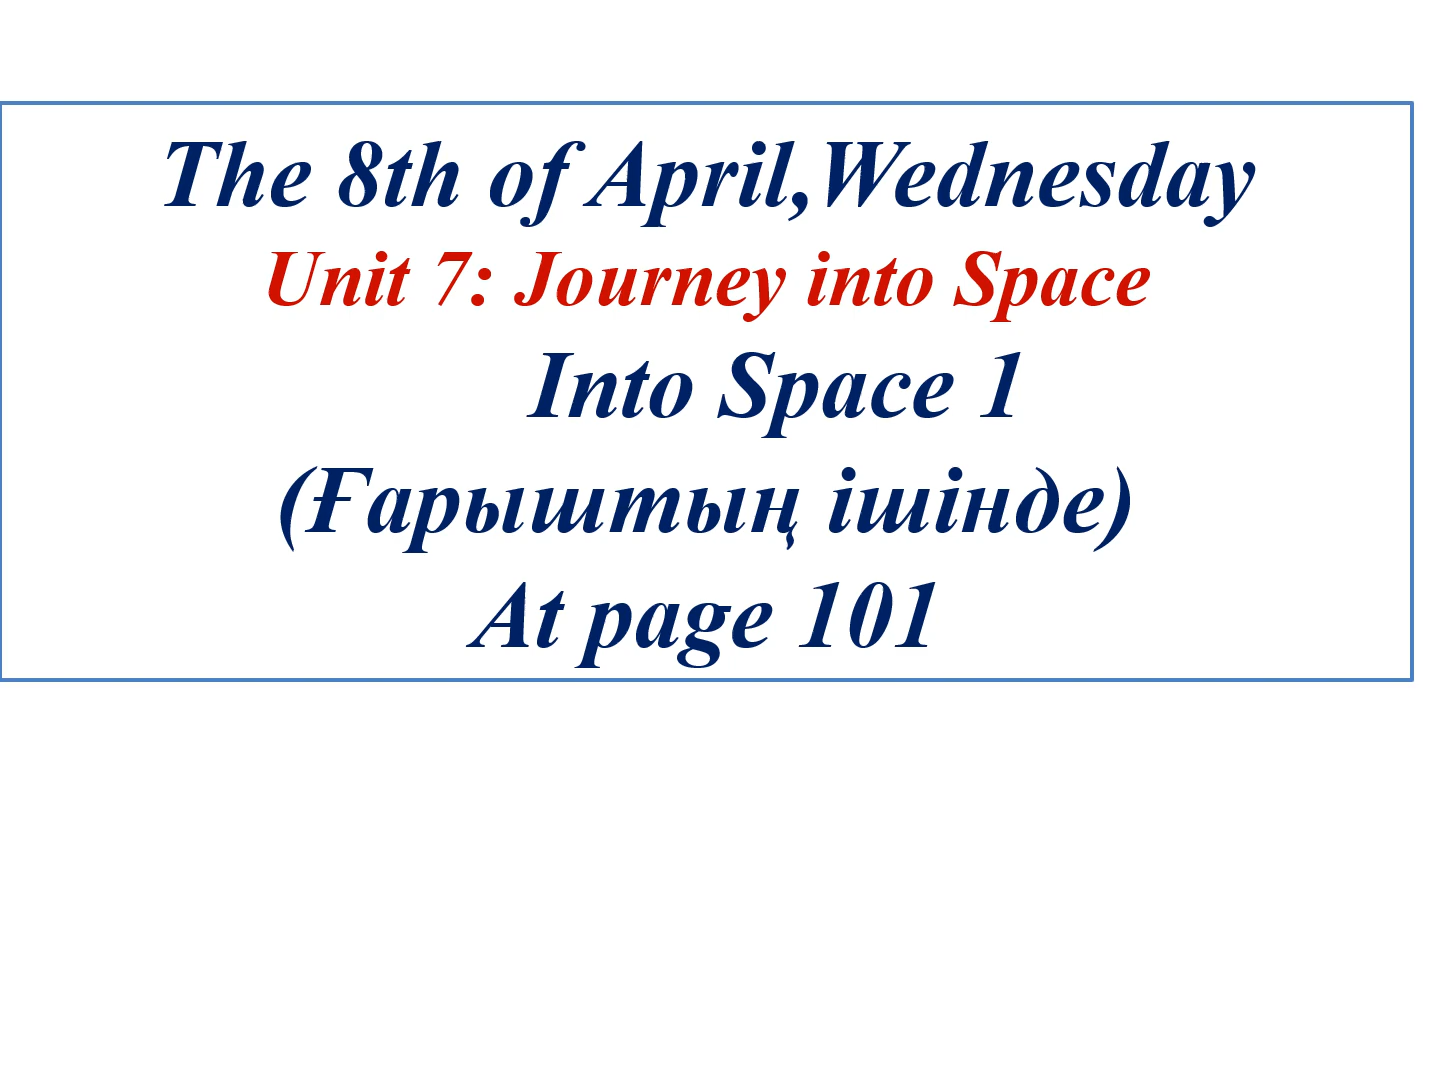 The 8th of April,Wednesday
Unit 7: Journey into Space
Into Space 1
(Ғарыштың ішінде)
At page 101